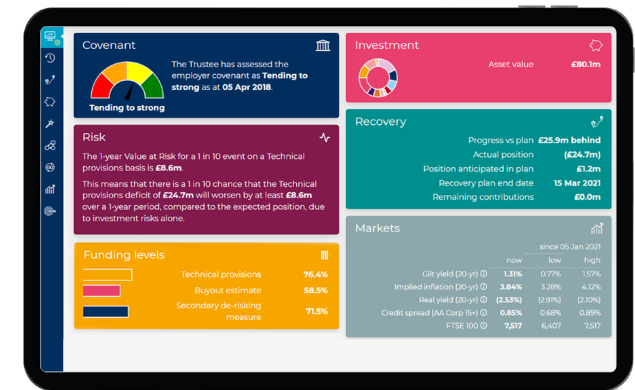 Covenant
The Trustee has assessed the
employer covenant as Tending to
strong as at 05 Apr 2018.
Tending to strong
Risk
The 1-year Value at Risk for a 1 in 10 event on a Technical
provisions basis is £8.6m.
This means that there is a 1 in 10 chance that the Technical
provisions deficit of £24.7m will worsen by at least £8.6m
over a 1-year period, compared to the expected position, due
to investment risks alone.
Funding levels
Technical provisions 76.4%
Buyout estimate 58.5%
Secondary de-risking
measure 71.5%
Investment
Asset value £80.1m
Recovery
Progress vs plan £25.9m behind
Actual position (£24.7m)
Position anticipated in plan £1.2m
Recovery plan end date 15 Mar 2021
Remaining contributions £0.0m
Markets
since 05 Jan 2021
now low high
Gilt yield (20-yr) 1.31% 0.77% 1.57%
Implied inflation (20-yr) 3.84% 3.28% 4.12%
Real yield (20-yr) (2.53%) (2.91%) (2.10%)
Credit spread (AA Corp 15+) 0.85% 0.68% 0.89%
FTSE 100 7,517 6,407 7,517